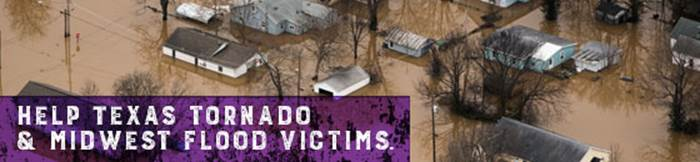 HELP TEXAS TORNADO
& MIDWEST FLOOD VICTIMS.